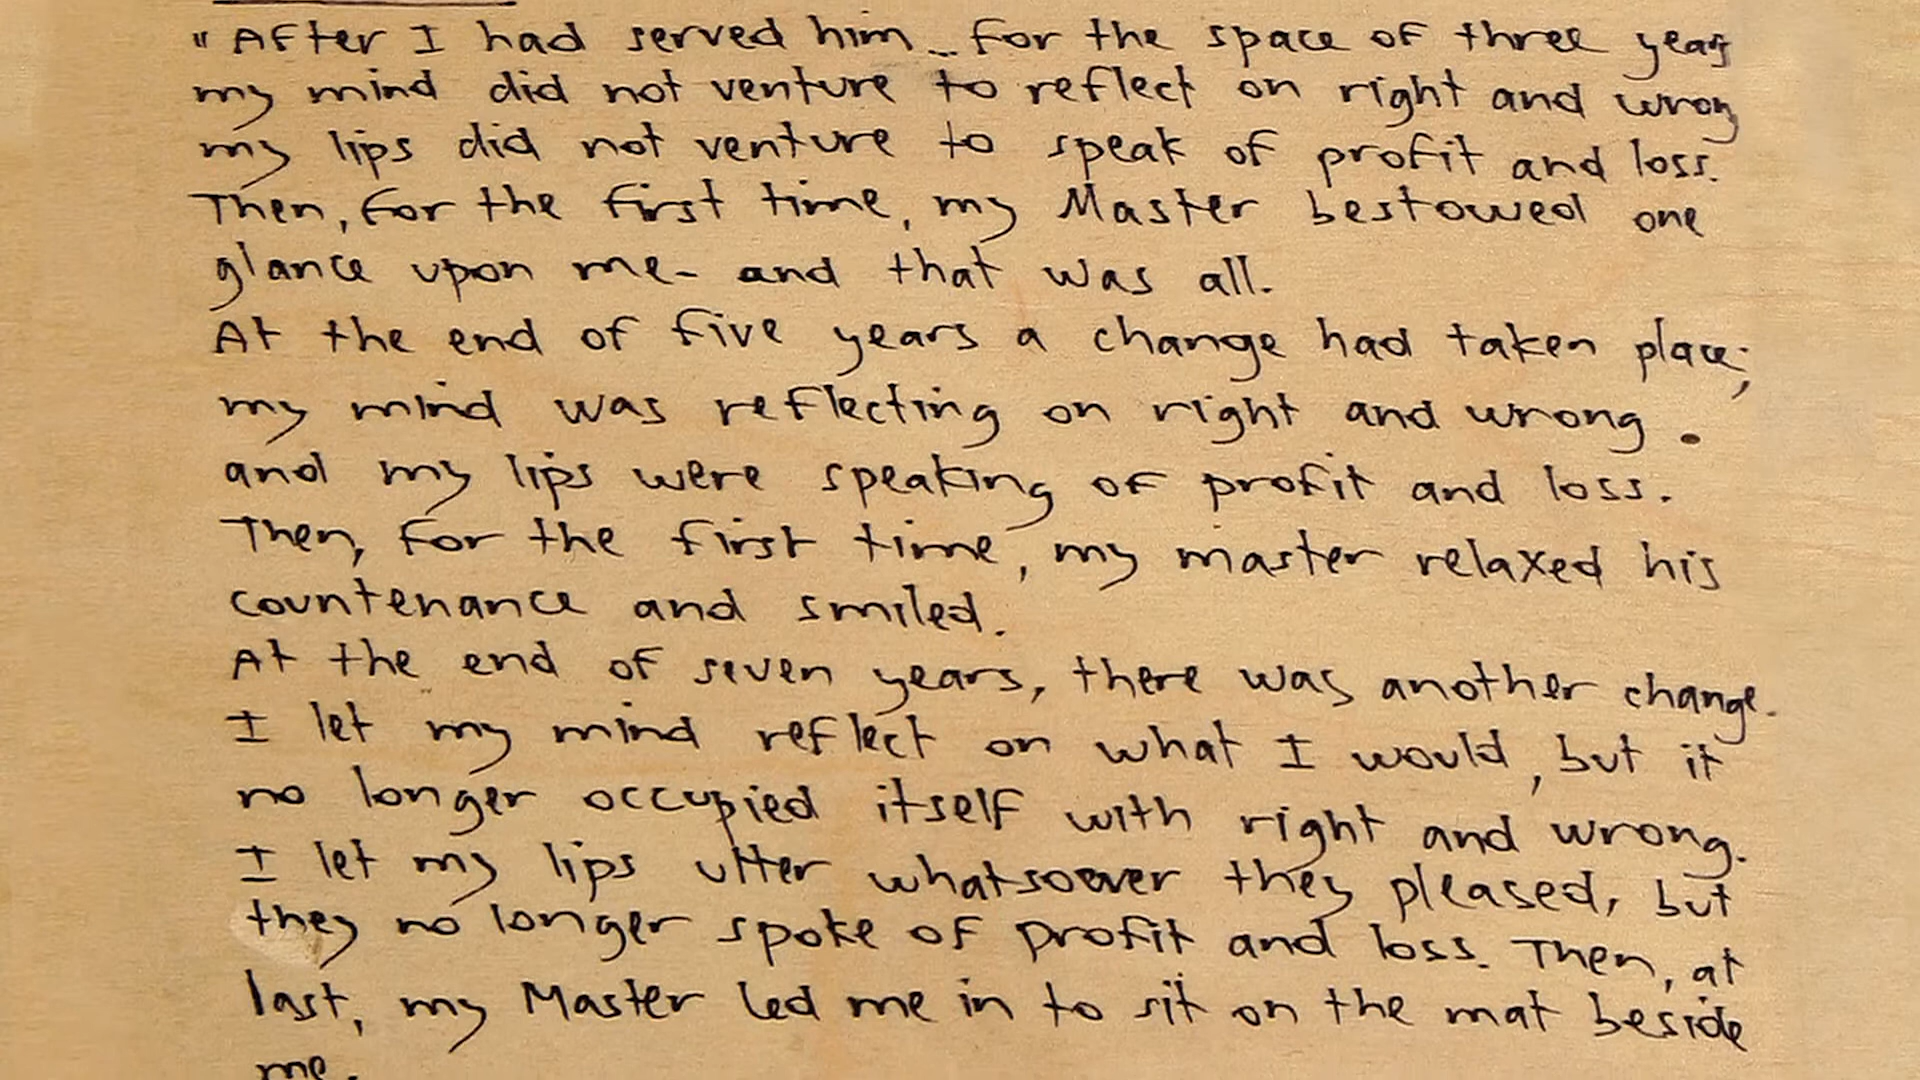 "After I had served him... for the space of three years
my mind did not venture to reflect on right and wrong
my lips did not venture to speak of profit and loss.
Then, for the first time, my Master bestowed one
glance upon me- and that was all.
At the end of five years a change had taken place;
my mind was reflecting on right and wrong.
and my lips were speaking of profit and loss.
Then, for the first time, my master relaxed his
countenance and smiled.
At the end of seven years, there was another change.
I let my mind reflect on what I would, but it
no longer occupied itself with right and wrong.
I let my lips utter whatsoever they pleased, but
they no longer spoke of profit and loss. Then, at
last, my Master led me in to sit on the mat beside
me.